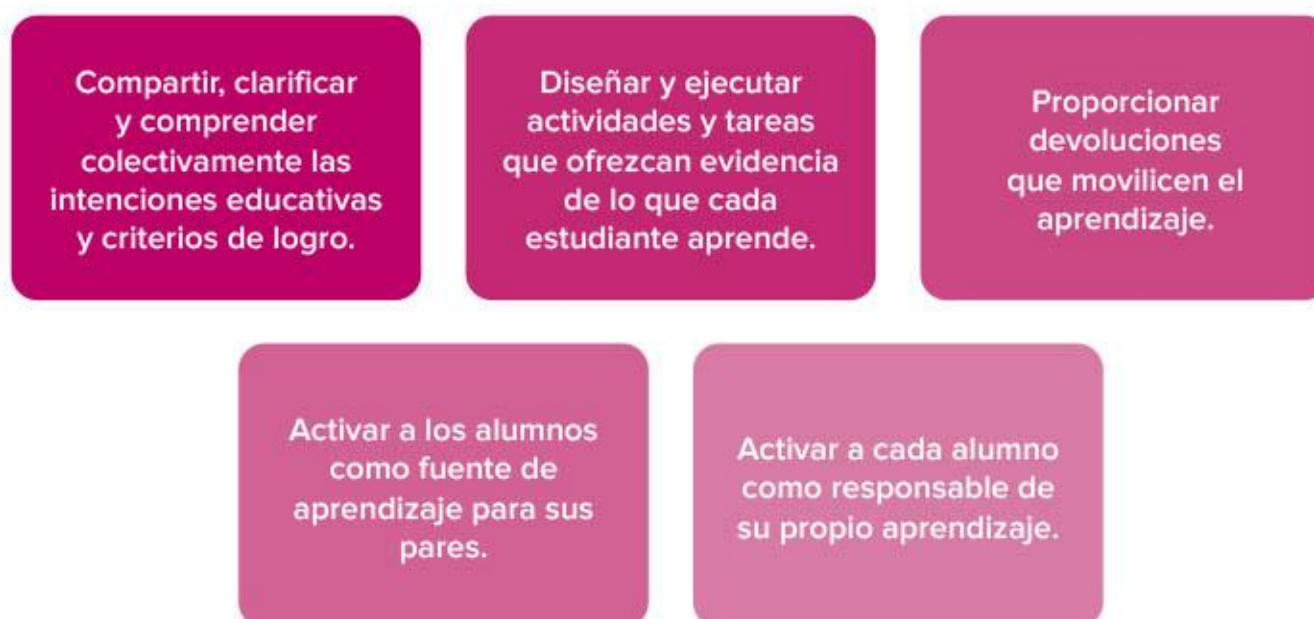 Compartir, clarificar
y comprender
colectivamente las
intenciones educativas
y criterios de logro.
Diseñar y ejecutar
actividades y tareas
que ofrezcan evidencia
de lo que cada
estudiante aprende.
Proporcionar
devoluciones
que movilicen el
aprendizaje.
Activar a los alumnos
como fuente de
aprendizaje para sus
pares.
Activar a cada alumno
como responsable de
su propio aprendizaje.